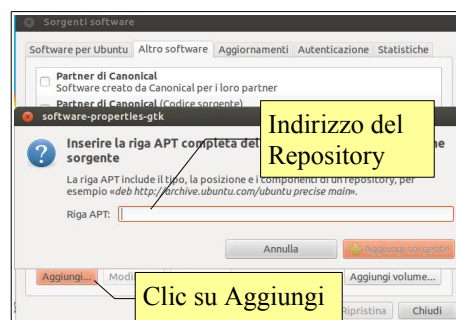 Sorgenti software
Software per Ubuntu Altro software Aggiornamenti Autenticazione Statistiche
Partner di Canonical
Software creato da Canonical per i loro partner
Partner di Canonical (Codice sorgente)
software-properties-gtk
Indirizzo del
Repository
Inserire la riga APT completa del
sorgente
La riga APT include il tipo, la posizione e i componenti di un repository, per
esempio «deb http://archive.ubuntu.com/ubuntu precise main».
Riga APT:
Annulla Aggiungi sorgente
Aggiungi... Aggiungi volume...
Clic su Aggiungi
Ripristina Chiudi